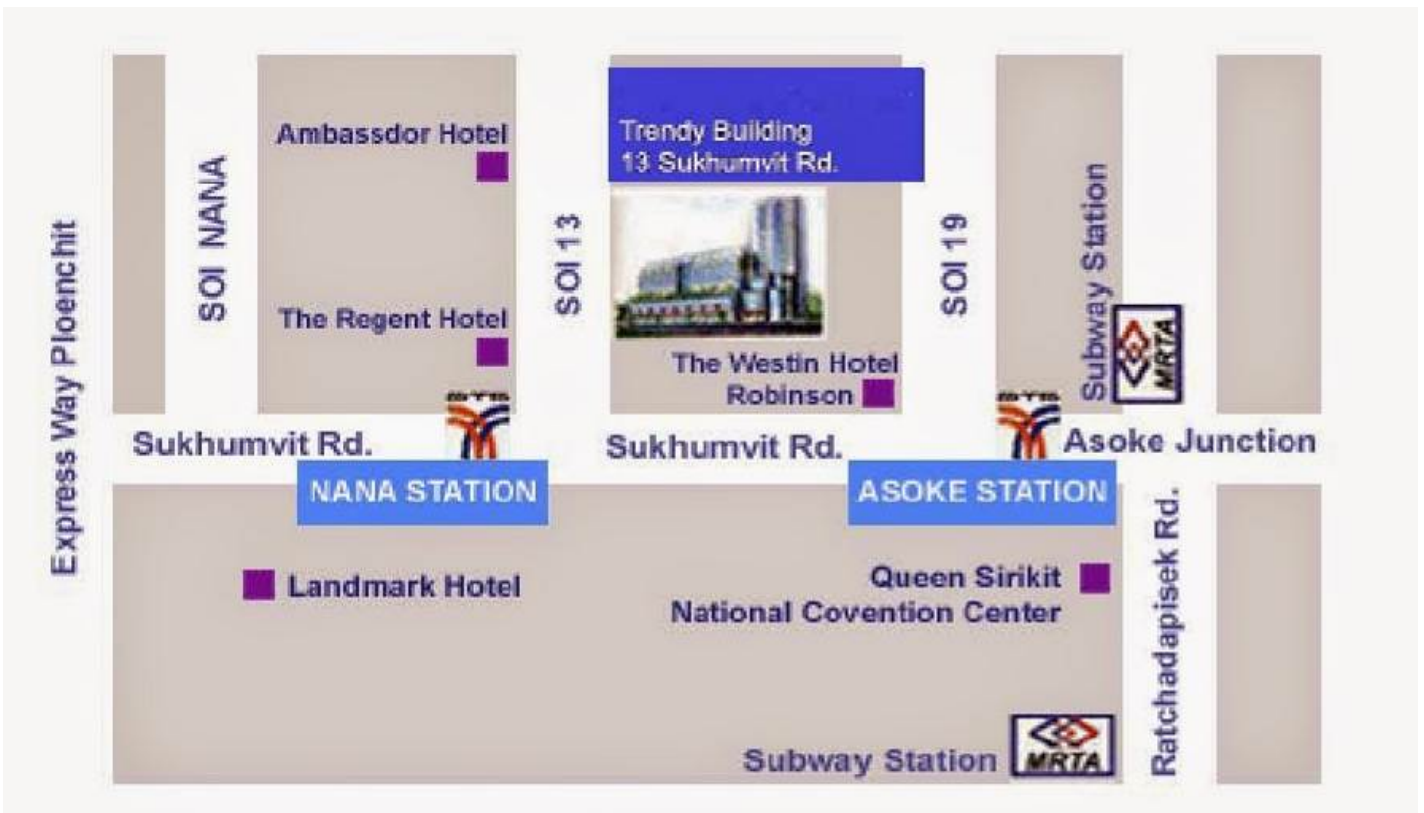 Ambassdor Hotel
Trendy Building
13 Sukhumvit Rd.
SOI NANA
SOI 13
SOI 19
Subway Station
MRTA
Express Way Ploenchit
The Regent Hotel
The Westin Hotel
Robinson
Sukhumvit Rd.
Sukhumvit Rd.
Asoke Junction
NANA STATION
ASOKE STATION
Landmark Hotel
Queen Sirikit
National Covention Center
Ratchadapisek Rd.
Subway Station
MRTA